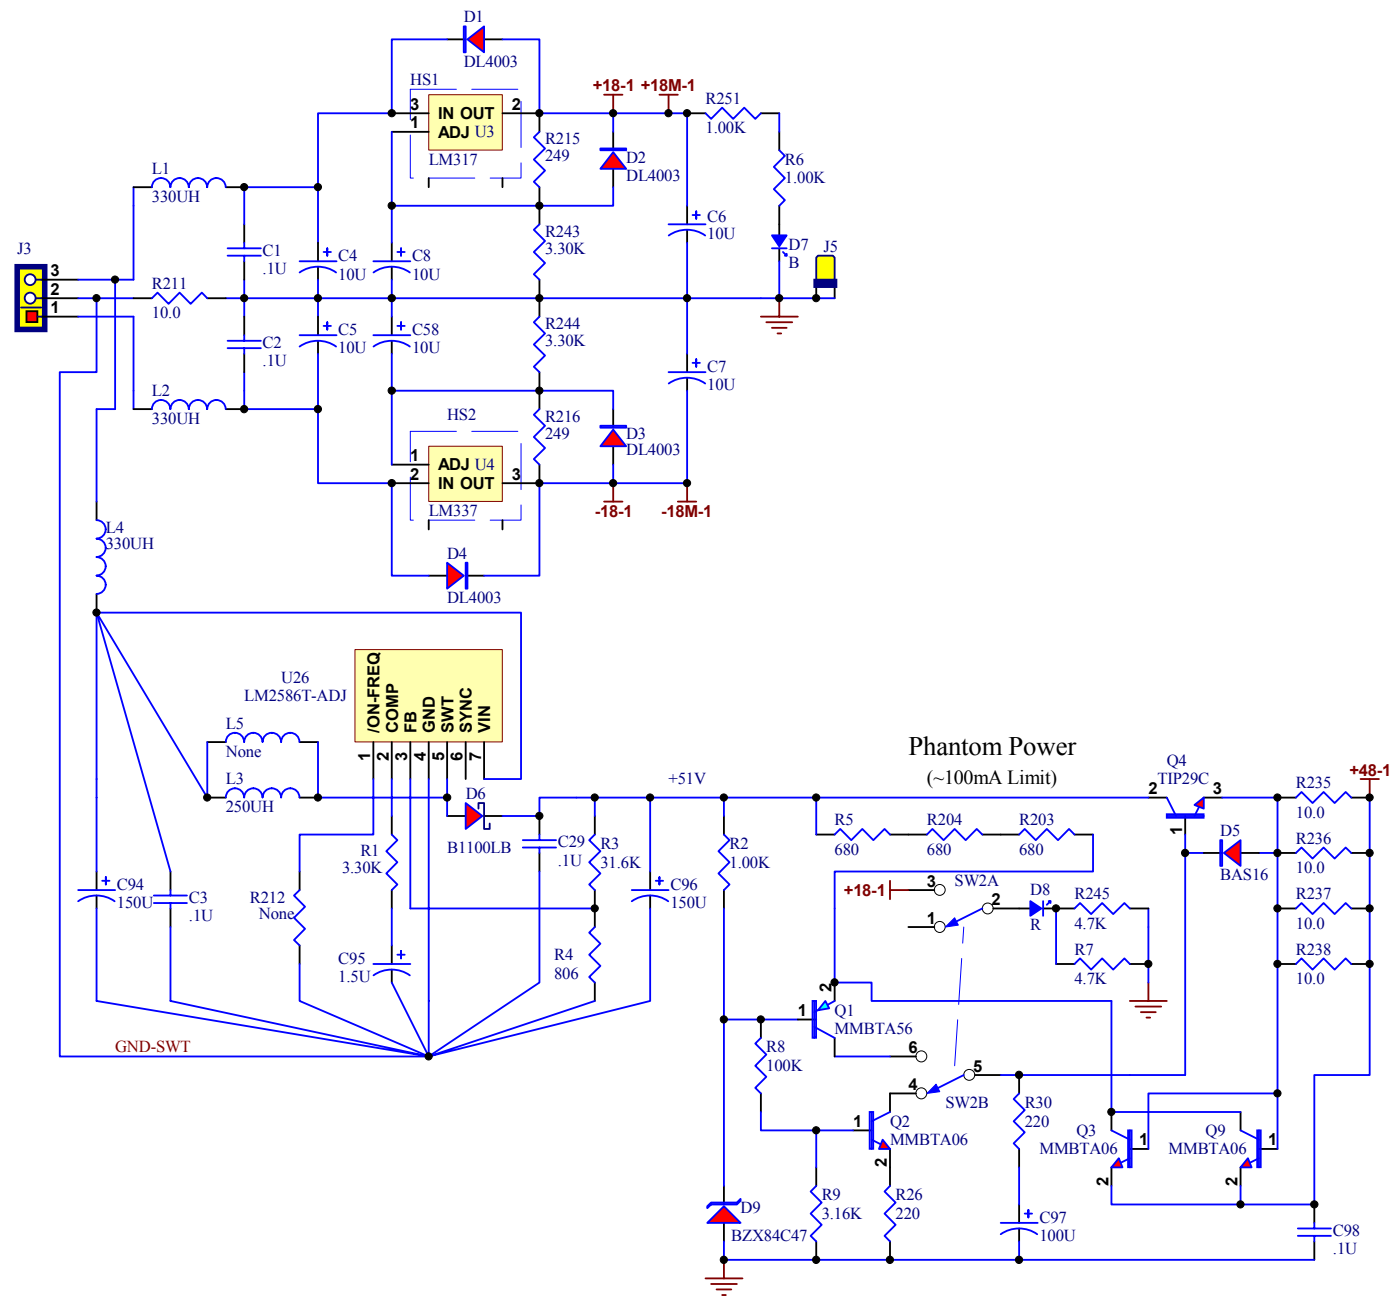 D1
DL4003
HS1
+18-1
+18M-1
3
IN OUT
2
1
ADJ
U3
LM317
R251
1.00K
R215
249
D2
DL4003
R6
1.00K
L1
330UH
R243
3.30K
C6
10U
D7
B
J5
J3
3
2
1
C1
.1U
C4
10U
C8
10U
R211
10.0
C2
.1U
C5
10U
C58
10U
R244
3.30K
C7
10U
L2
330UH
HS2
R216
249
D3
DL4003
1
ADJ
U4
2
IN OUT
3
LM337
-18-1
-18M-1
L4
330UH
D4
DL4003
U26
LM2586T-ADJ
/ON-FREQ
COMP
FB
GND
SWT
SYNC
VIN
1
2
3
4
5
6
7
L5
None
L3
250UH
D6
B1100LB
C29
.1U
R3
31.6K
R1
3.30K
C94
150U
C3
.1U
R212
None
C96
150U
C95
1.5U
R4
806
GND-SWT
+51V
Phantom Power
(~100mA Limit)
Q4
TIP29C
2
3
1
+48-1
R235
10.0
R5
680
R204
680
R203
680
D5
BAS16
R236
10.0
R2
1.00K
+18-1
3
SW2A
2
1
D8
R
R245
4.7K
R7
4.7K
R237
10.0
R238
10.0
2
1
Q1
MMBTA56
6
5
4
SW2B
R8
100K
1
Q2
MMBTA06
2
R30
220
Q3
MMBTA06
1
2
Q9
MMBTA06
1
2
D9
BZX84C47
R9
3.16K
R26
220
C97
100U
C98
.1U